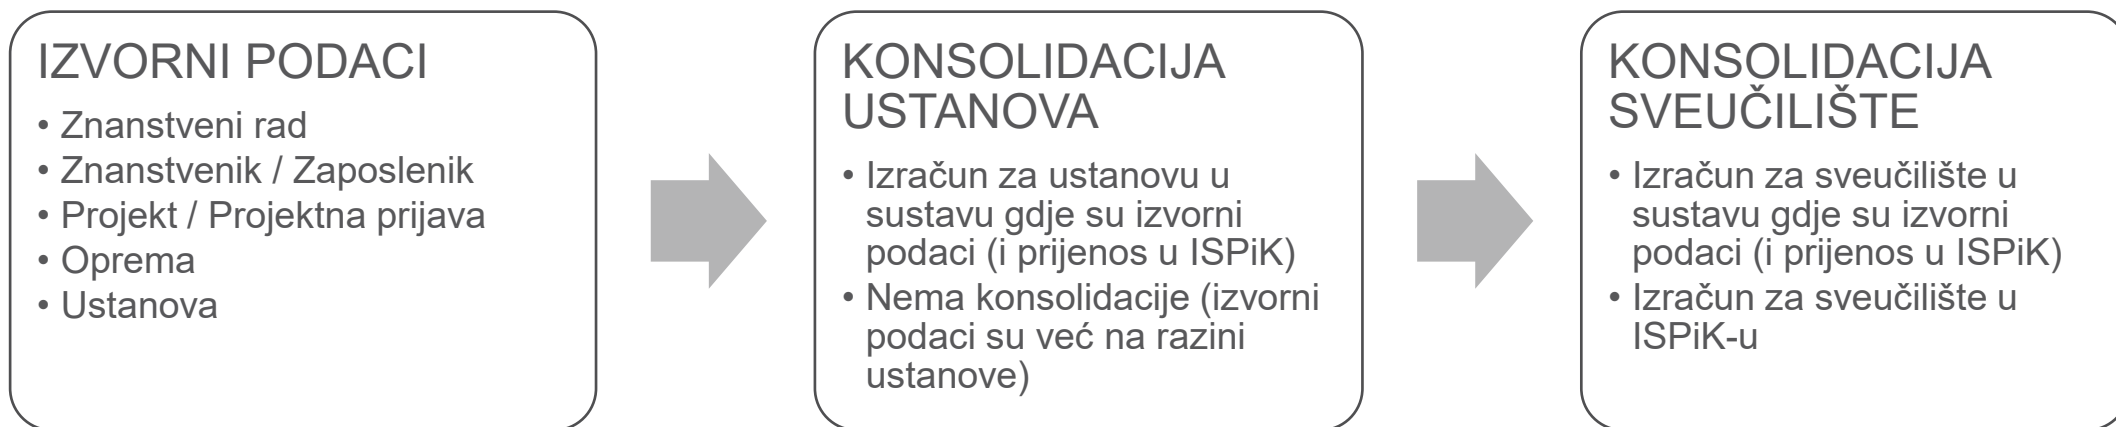 IZVORNI PODACI
• Znanstveni rad
• Znanstvenik / Zaposlenik
• Projekt / Projektna prijava
• Oprema
• Ustanova
KONSOLIDACIJA
USTANOVA
• Izračun za ustanovu u
sustavu gdje su izvorni
podaci (i prijenos u ISPiK)
• Nema konsolidacije (izvorni
podaci su već na razini
ustanove)
KONSOLIDACIJA
SVEUČILIŠTE
• Izračun za sveučilište u
sustavu gdje su izvorni
podaci (i prijenos u ISPiK)
• Izračun za sveučilište u
ISPiK-u